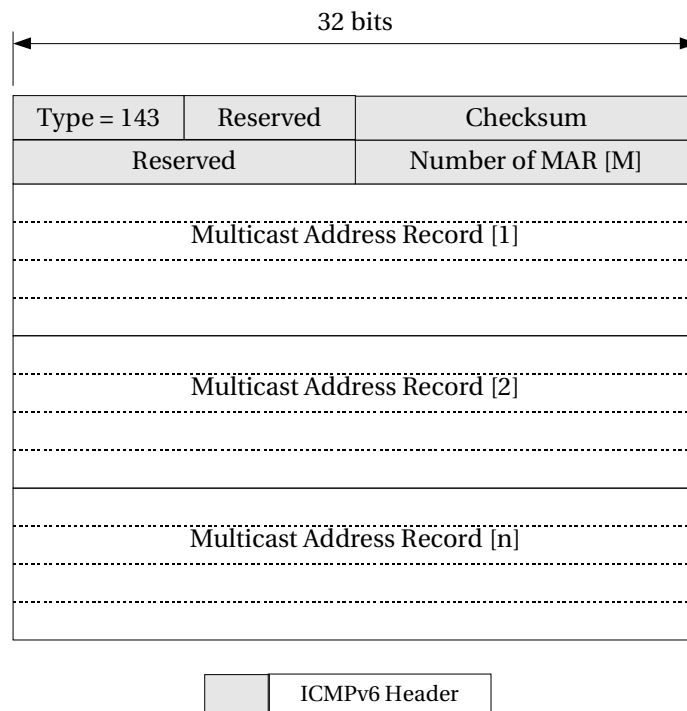 32 bits
Type = 143 Reserved Checksum
Reserved Number of MAR [M]
Multicast Address Record [1]
Multicast Address Record [2]
Multicast Address Record [n]
ICMPv6 Header